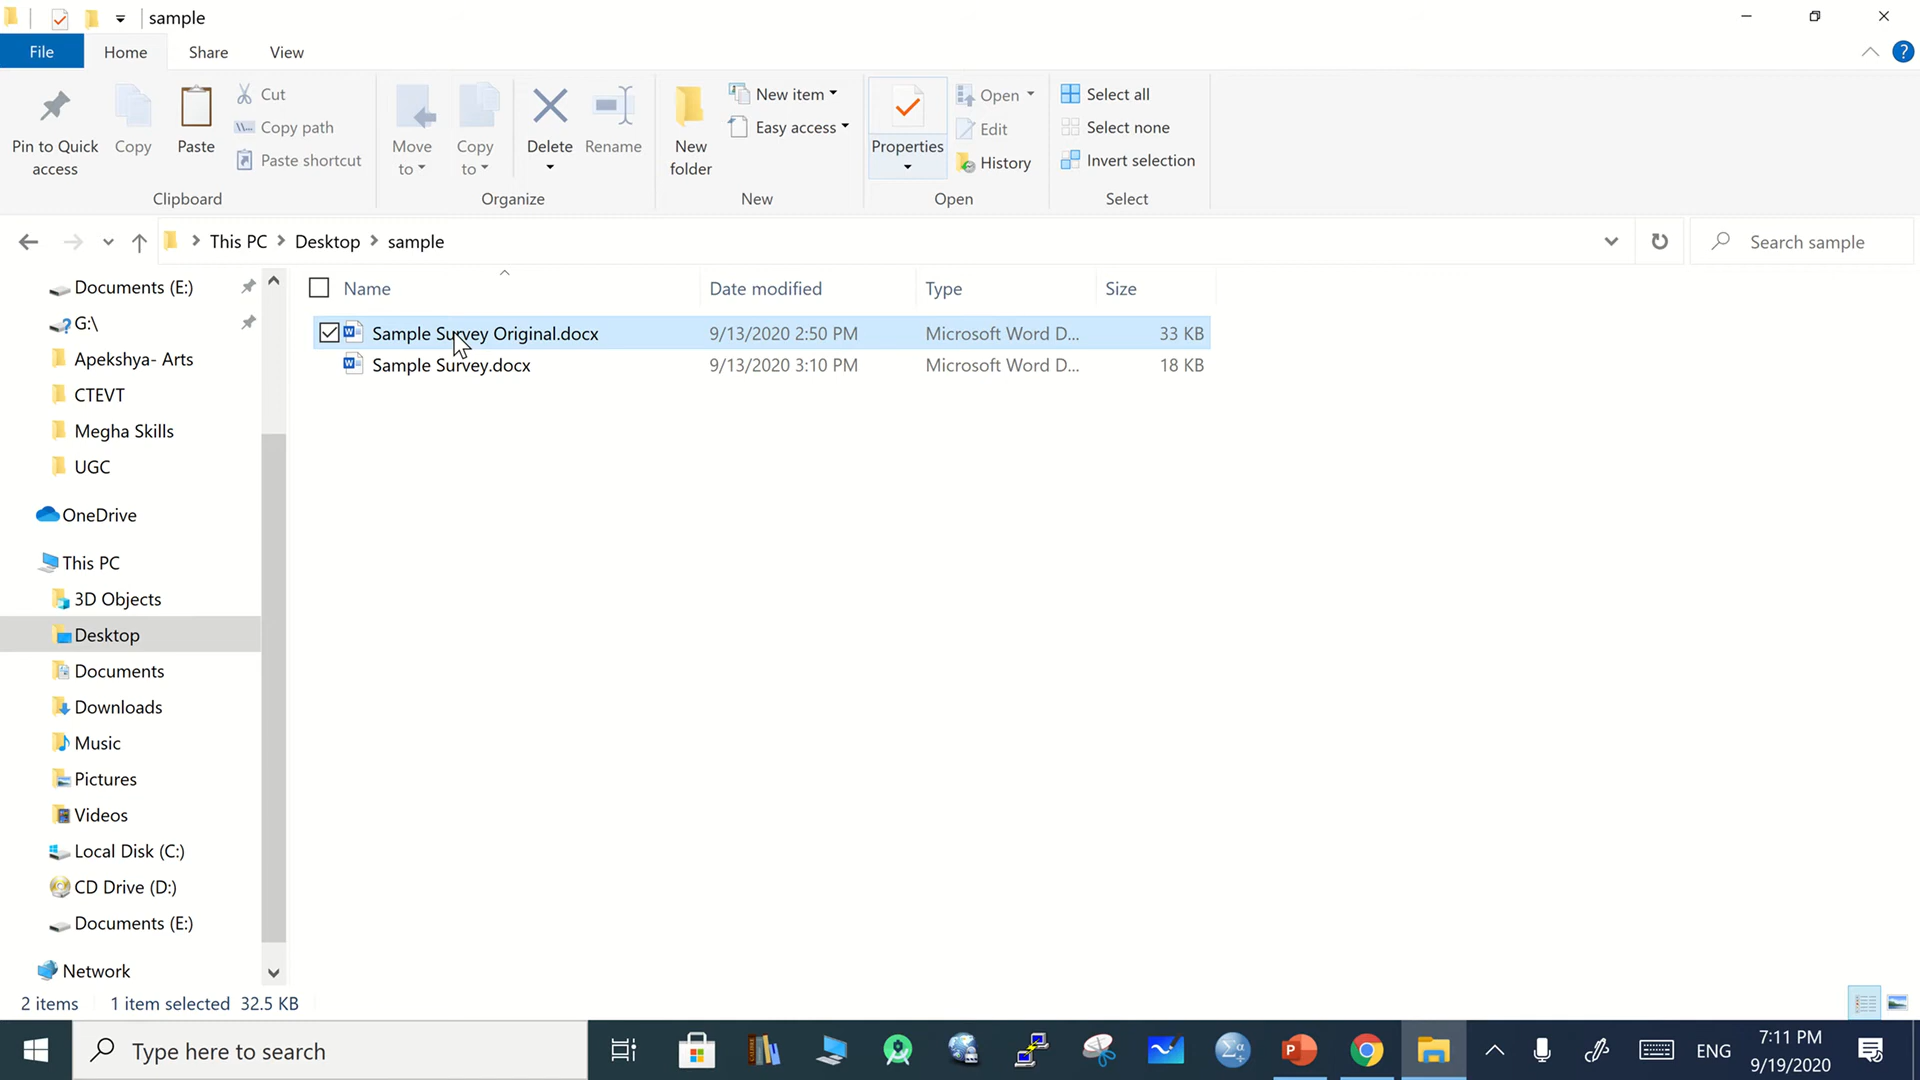 sample
File Home Share View
Pin to Quick access
Copy
Paste
Cut
Copy path
Paste shortcut
Clipboard
Move to
Copy to
Delete
Rename
Organize
New folder
New item
Easy access
New
Properties
Open
Edit
History
Open
Select all
Select none
Invert selection
Select
This PC Desktop sample
Search sample
Name Date modified Type Size
Sample Survey Original.docx 9/13/2020 2:50 PM Microsoft Word D... 33 KB
Sample Survey.docx 9/13/2020 3:10 PM Microsoft Word D... 18 KB
Documents (E:)
G:\
Apekshya- Arts
CTEVT
Megha Skills
UGC
OneDrive
This PC
3D Objects
Desktop
Documents
Downloads
Music
Pictures
Videos
Local Disk (C:)
CD Drive (D:)
Documents (E:)
Network
2 items 1 item selected 32.5 KB
Type here to search
ENG
7:11 PM
9/19/2020